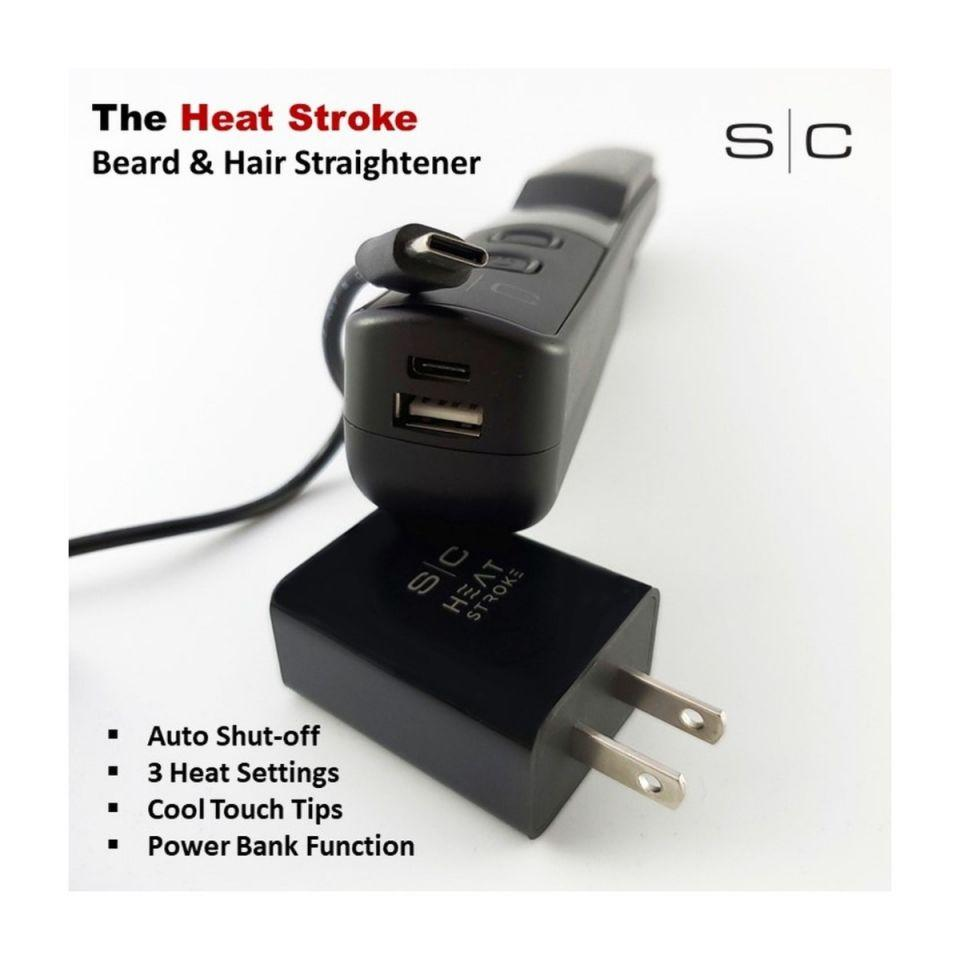 The Heat Stroke
Beard & Hair Straightener
S|C
S|C
HEAT
STROKE
▪ Auto Shut-off
▪ 3 Heat Settings
▪ Cool Touch Tips
▪ Power Bank Function